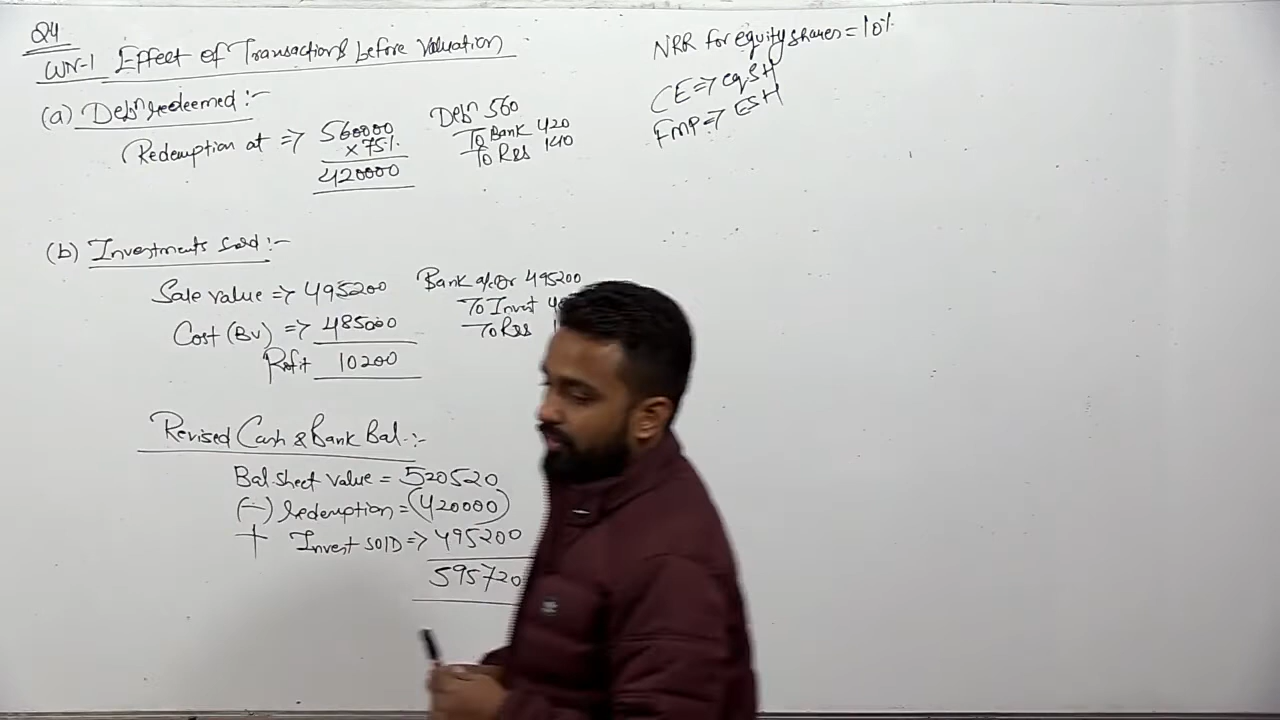 Q4
WN-1 Effect of Transactions before Valuation
(a) Debn redeemed :-
Redemption at => 560000
x 75%
420000
Debn 560
To Bank 420
To Res 140
(b) Investments sold :-
Sale value => 495200
Cost (BV) => 485000
Profit 10200
Bank a/c Dr 495200
To Invest
To Res
Revised Cash & Bank Bal :-
Bal sheet value = 520520
(-) Redemption = (420000)
+ Invest SOLD => 495200
595720
NRR for equity shares = 10%
CE => eqSH
FMP => ESH